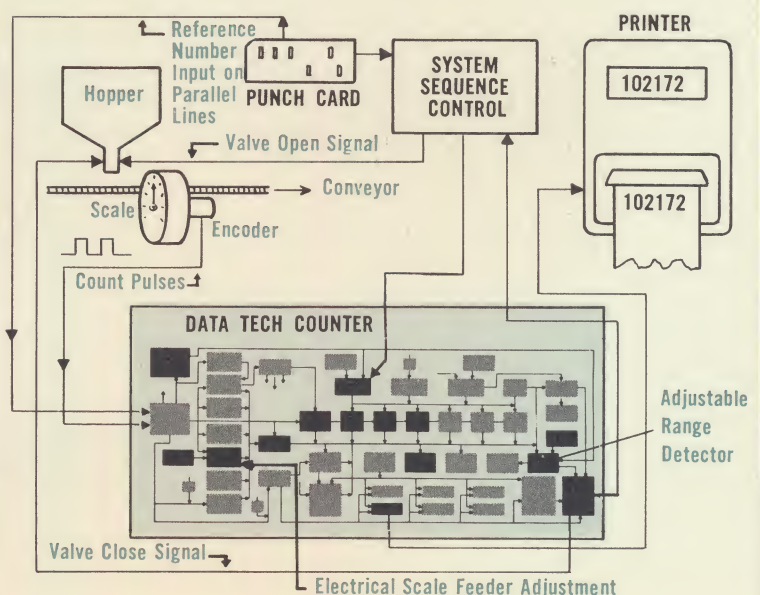 Reference
Number
Input on
Parallel
Lines
PUNCH CARD
SYSTEM
SEQUENCE
CONTROL
PRINTER
102172
102172
Hopper
Valve Open Signal
Conveyor
Scale
Encoder
Count Pulses
DATA TECH COUNTER
Adjustable
Range
Detector
Valve Close Signal
Electrical Scale Feeder Adjustment